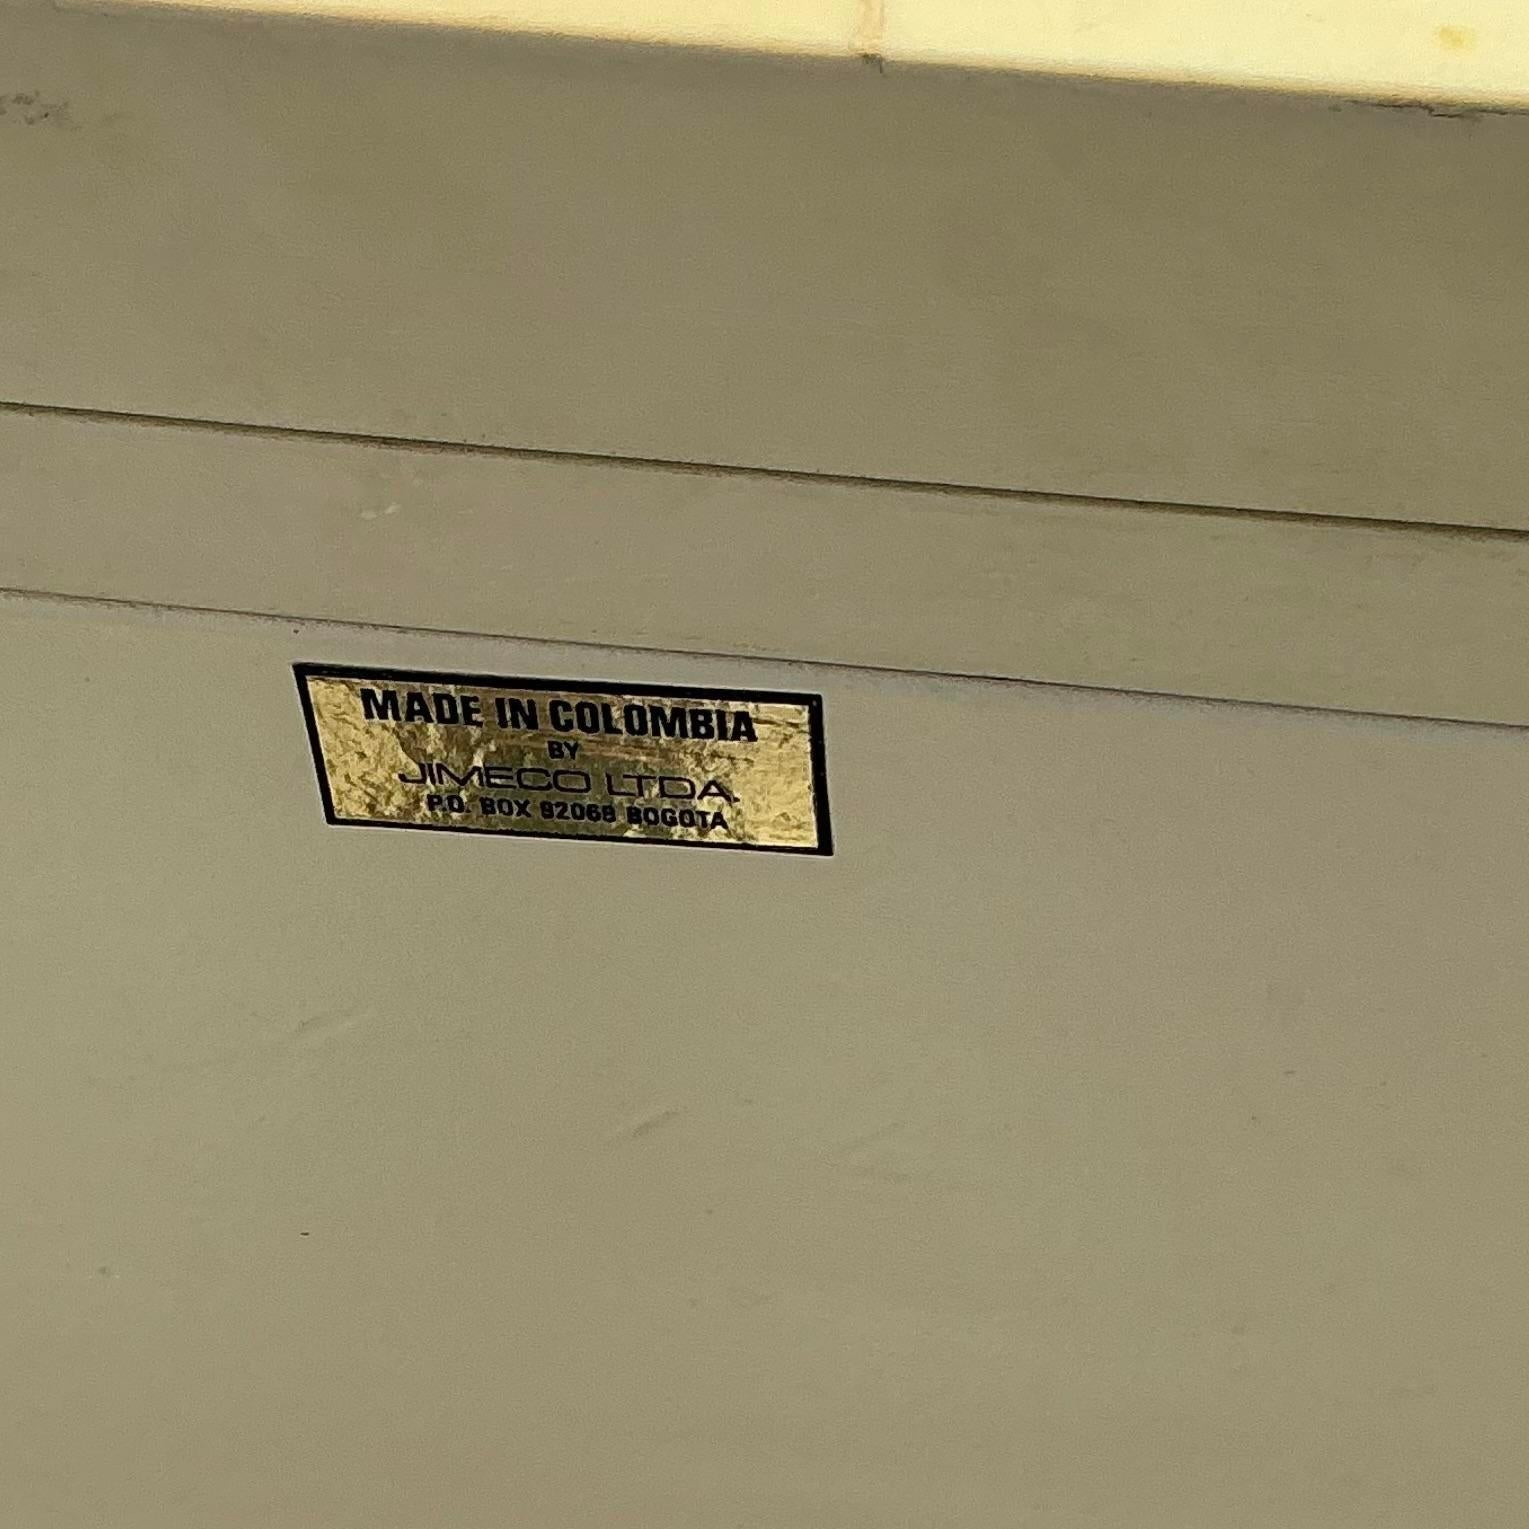 MADE IN COLOMBIA
BY
JIMECO LTDA.
P.O. BOX 92068 BOGOTA